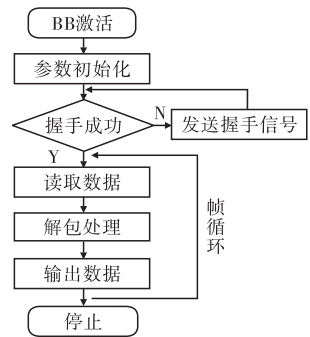 BB激活
参数初始化
握手成功
N
发送握手信号
Y
读取数据
解包处理
输出数据
停止
帧循环